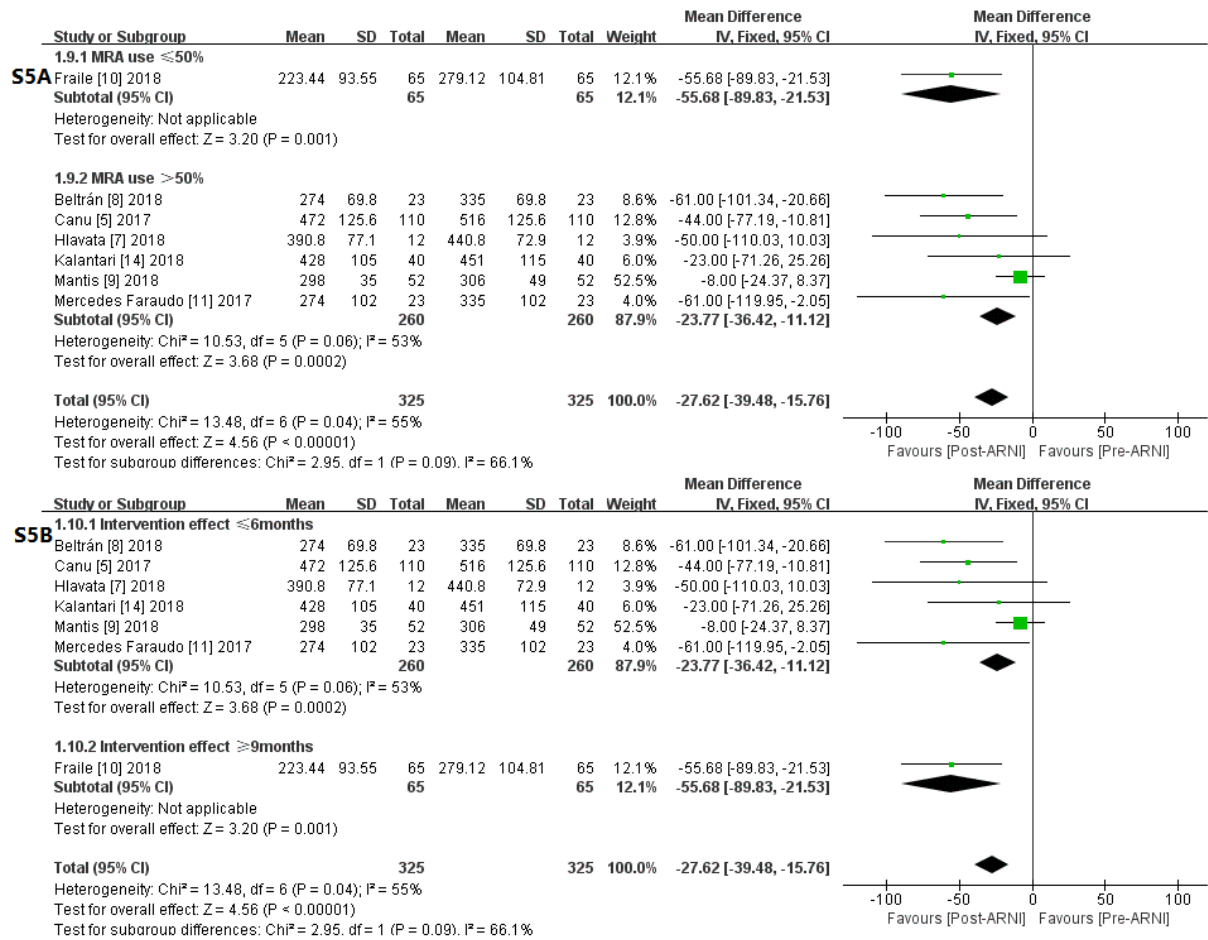 Mean Difference Mean Difference
Study or Subgroup Mean SD Total Mean SD Total Weight IV, Fixed, 95% CI IV, Fixed, 95% CI
1.9.1 MRA use ≤50%
S5A Fraile [10] 2018 223.44 93.55 65 279.12 104.81 65 12.1% -55.68 [-89.83, -21.53]
Subtotal (95% CI) 65 65 12.1% -55.68 [-89.83, -21.53]
Heterogeneity: Not applicable
Test for overall effect: Z = 3.20 (P = 0.001)
1.9.2 MRA use >50%
Beltrán [8] 2018 274 69.8 23 335 69.8 23 8.6% -61.00 [-101.34, -20.66]
Canu [5] 2017 472 125.6 110 516 125.6 110 12.8% -44.00 [-77.19, -10.81]
Hlavata [7] 2018 390.8 77.1 12 440.8 72.9 12 3.9% -50.00 [-110.03, 10.03]
Kalantari [14] 2018 428 105 40 451 115 40 6.0% -23.00 [-71.26, 25.26]
Mantis [9] 2018 298 35 52 306 49 52 52.5% -8.00 [-24.37, 8.37]
Mercedes Faraudo [11] 2017 274 102 23 335 102 23 4.0% -61.00 [-119.95, -2.05]
Subtotal (95% CI) 260 260 87.9% -23.77 [-36.42, -11.12]
Heterogeneity: Chi² = 10.53, df = 5 (P = 0.06); I² = 53%
Test for overall effect: Z = 3.68 (P = 0.0002)
Total (95% CI) 325 325 100.0% -27.62 [-39.48, -15.76]
Heterogeneity: Chi² = 13.48, df = 6 (P = 0.04); I² = 55%
Test for overall effect: Z = 4.56 (P < 0.00001)
Test for subgroup differences: Chi² = 2.95, df = 1 (P = 0.09), I² = 66.1%
-100 -50 0 50 100
Favours [Post-ARNI] Favours [Pre-ARNI]
Mean Difference Mean Difference
Study or Subgroup Mean SD Total Mean SD Total Weight IV, Fixed, 95% CI IV, Fixed, 95% CI
S5B 1.10.1 Intervention effect ≤6months
Beltrán [8] 2018 274 69.8 23 335 69.8 23 8.6% -61.00 [-101.34, -20.66]
Canu [5] 2017 472 125.6 110 516 125.6 110 12.8% -44.00 [-77.19, -10.81]
Hlavata [7] 2018 390.8 77.1 12 440.8 72.9 12 3.9% -50.00 [-110.03, 10.03]
Kalantari [14] 2018 428 105 40 451 115 40 6.0% -23.00 [-71.26, 25.26]
Mantis [9] 2018 298 35 52 306 49 52 52.5% -8.00 [-24.37, 8.37]
Mercedes Faraudo [11] 2017 274 102 23 335 102 23 4.0% -61.00 [-119.95, -2.05]
Subtotal (95% CI) 260 260 87.9% -23.77 [-36.42, -11.12]
Heterogeneity: Chi² = 10.53, df = 5 (P = 0.06); I² = 53%
Test for overall effect: Z = 3.68 (P = 0.0002)
1.10.2 Intervention effect ≥9months
Fraile [10] 2018 223.44 93.55 65 279.12 104.81 65 12.1% -55.68 [-89.83, -21.53]
Subtotal (95% CI) 65 65 12.1% -55.68 [-89.83, -21.53]
Heterogeneity: Not applicable
Test for overall effect: Z = 3.20 (P = 0.001)
Total (95% CI) 325 325 100.0% -27.62 [-39.48, -15.76]
Heterogeneity: Chi² = 13.48, df = 6 (P = 0.04); I² = 55%
Test for overall effect: Z = 4.56 (P < 0.00001)
Test for subgroup differences: Chi² = 2.95, df = 1 (P = 0.09), I² = 66.1%
-100 -50 0 50 100
Favours [Post-ARNI] Favours [Pre-ARNI]